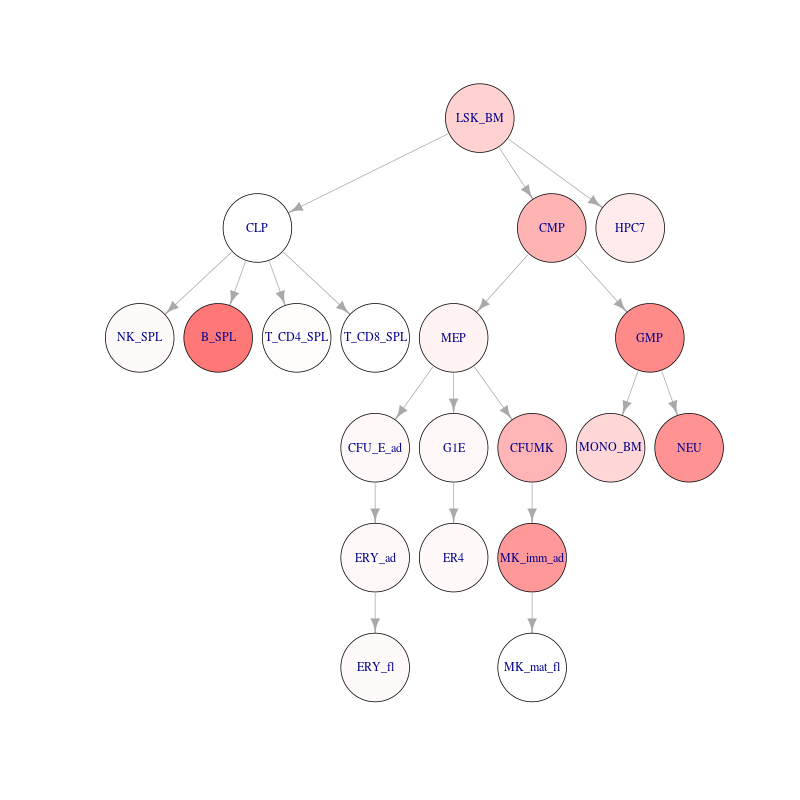 LSK_BM
CLP
CMP
HPC7
NK_SPL
B_SPL
T_CD4_SPL
T_CD8_SPL
MEP
GMP
CFU_E_ad
G1E
CFUMK
MONO_BM
NEU
ERY_ad
ER4
MK_imm_ad
ERY_fl
MK_mat_fl